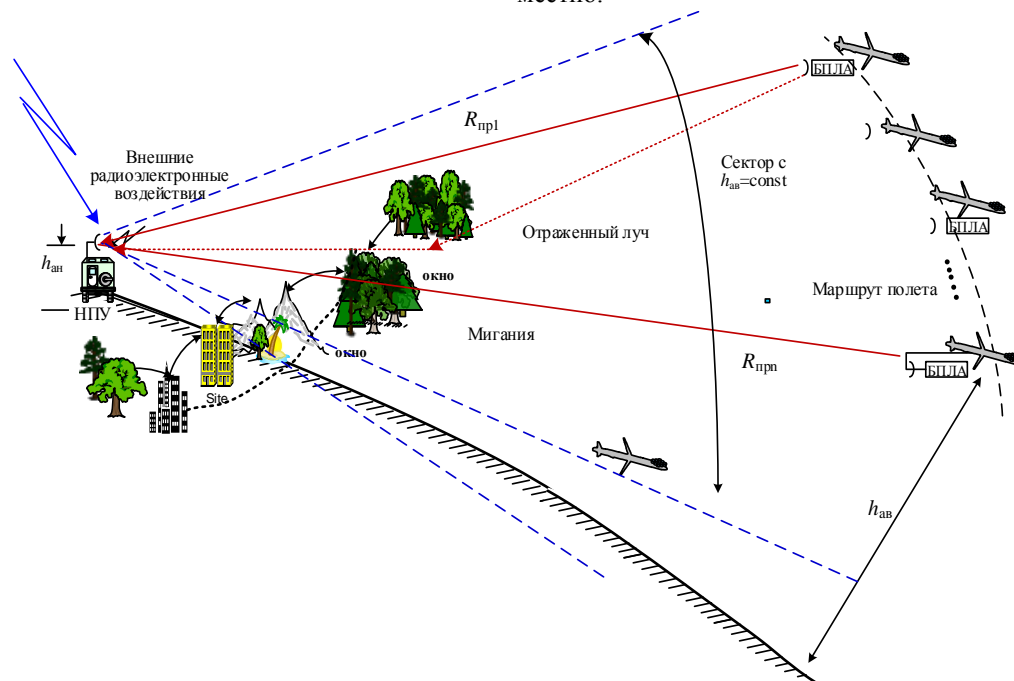 местно.
БПЛА
Rпр1
Внешние
радиоэлектронные
воздействия
Сектор с
hав=const
БПЛА
Отраженный луч
hан
окно
НПУ
Маршрут полета
Мигания
окно
Rпрn
БПЛА
Site
hав